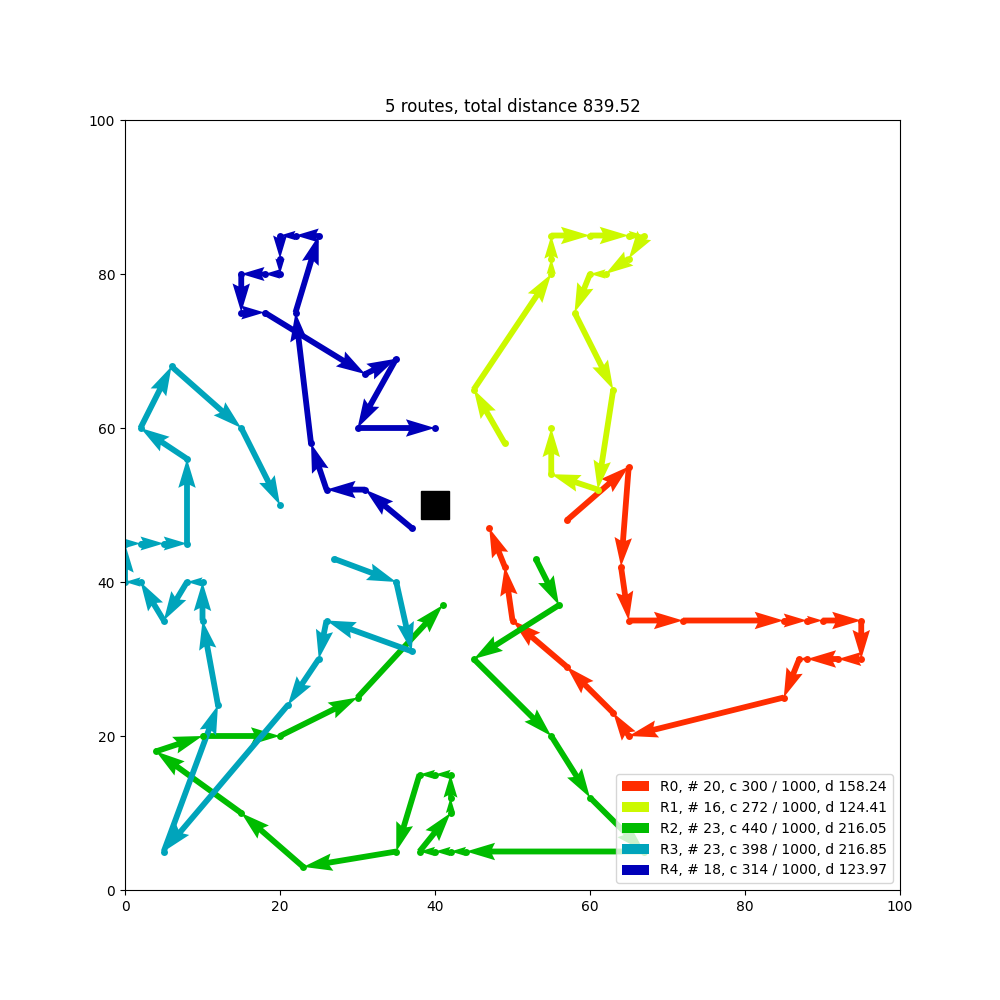 5 routes, total distance 839.52
100
80
60
40
20
0
0 20 40 60 80 100
R0, # 20, c 300 / 1000, d 158.24
R1, # 16, c 272 / 1000, d 124.41
R2, # 23, c 440 / 1000, d 216.05
R3, # 23, c 398 / 1000, d 216.85
R4, # 18, c 314 / 1000, d 123.97